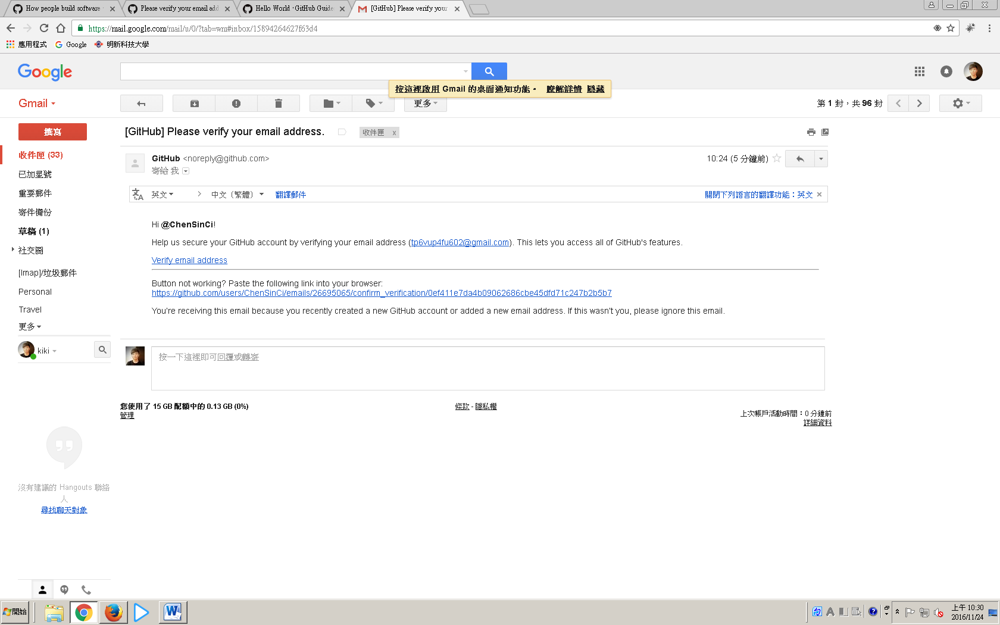 How people build software
Please verify your email add
Hello World · GitHub Guide
[GitHub] Please verify your
https://mail.google.com/mail/u/0/?tab=wm#inbox/15894264627f63d4
應用程式
Google
明新科技大學
Google
按這裡啟用 Gmail 的桌面通知功能。 瞭解詳情 隱藏
Gmail
更多
第 1 封，共 96 封
撰寫
[GitHub] Please verify your email address.
收件匣 x
收件匣 (33)
已加星號
重要郵件
寄件備份
草稿 (1)
社交圈
[Imap]/垃圾郵件
Personal
Travel
更多
GitHub <noreply@github.com>
10:24 (5 分鐘前)
寄給 我
英文
中文（繁體）
翻譯郵件
關閉下列語言的翻譯功能：英文
Hi @ChenSinCi!
Help us secure your GitHub account by verifying your email address (tp6vup4fu602@gmail.com). This lets you access all of GitHub's features.
Verify email address
Button not working? Paste the following link into your browser:
https://github.com/users/ChenSinCi/emails/26695065/confirm_verification/0ef411e7da4b09062686cbe45dfd71c247b2b5b7
You're receiving this email because you recently created a new GitHub account or added a new email address. If this wasn't you, please ignore this email.
kiki
按一下這裡即可回覆或轉寄
您使用了 15 GB 配額中的 0.13 GB (0%)
管理
條款 - 隱私權
上次帳戶活動時間：0 分鐘前
詳細資料
沒有建議的 Hangouts 聯絡
人
尋找聊天對象
開始
上午 10:30
2016/11/24